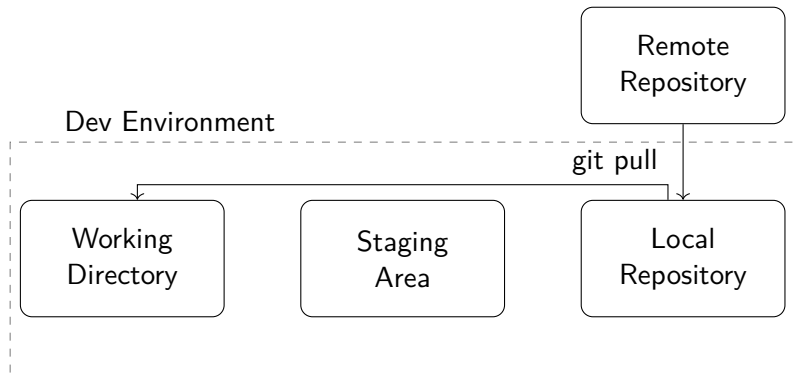 Remote
Repository
Dev Environment
git pull
Working
Directory
Staging
Area
Local
Repository